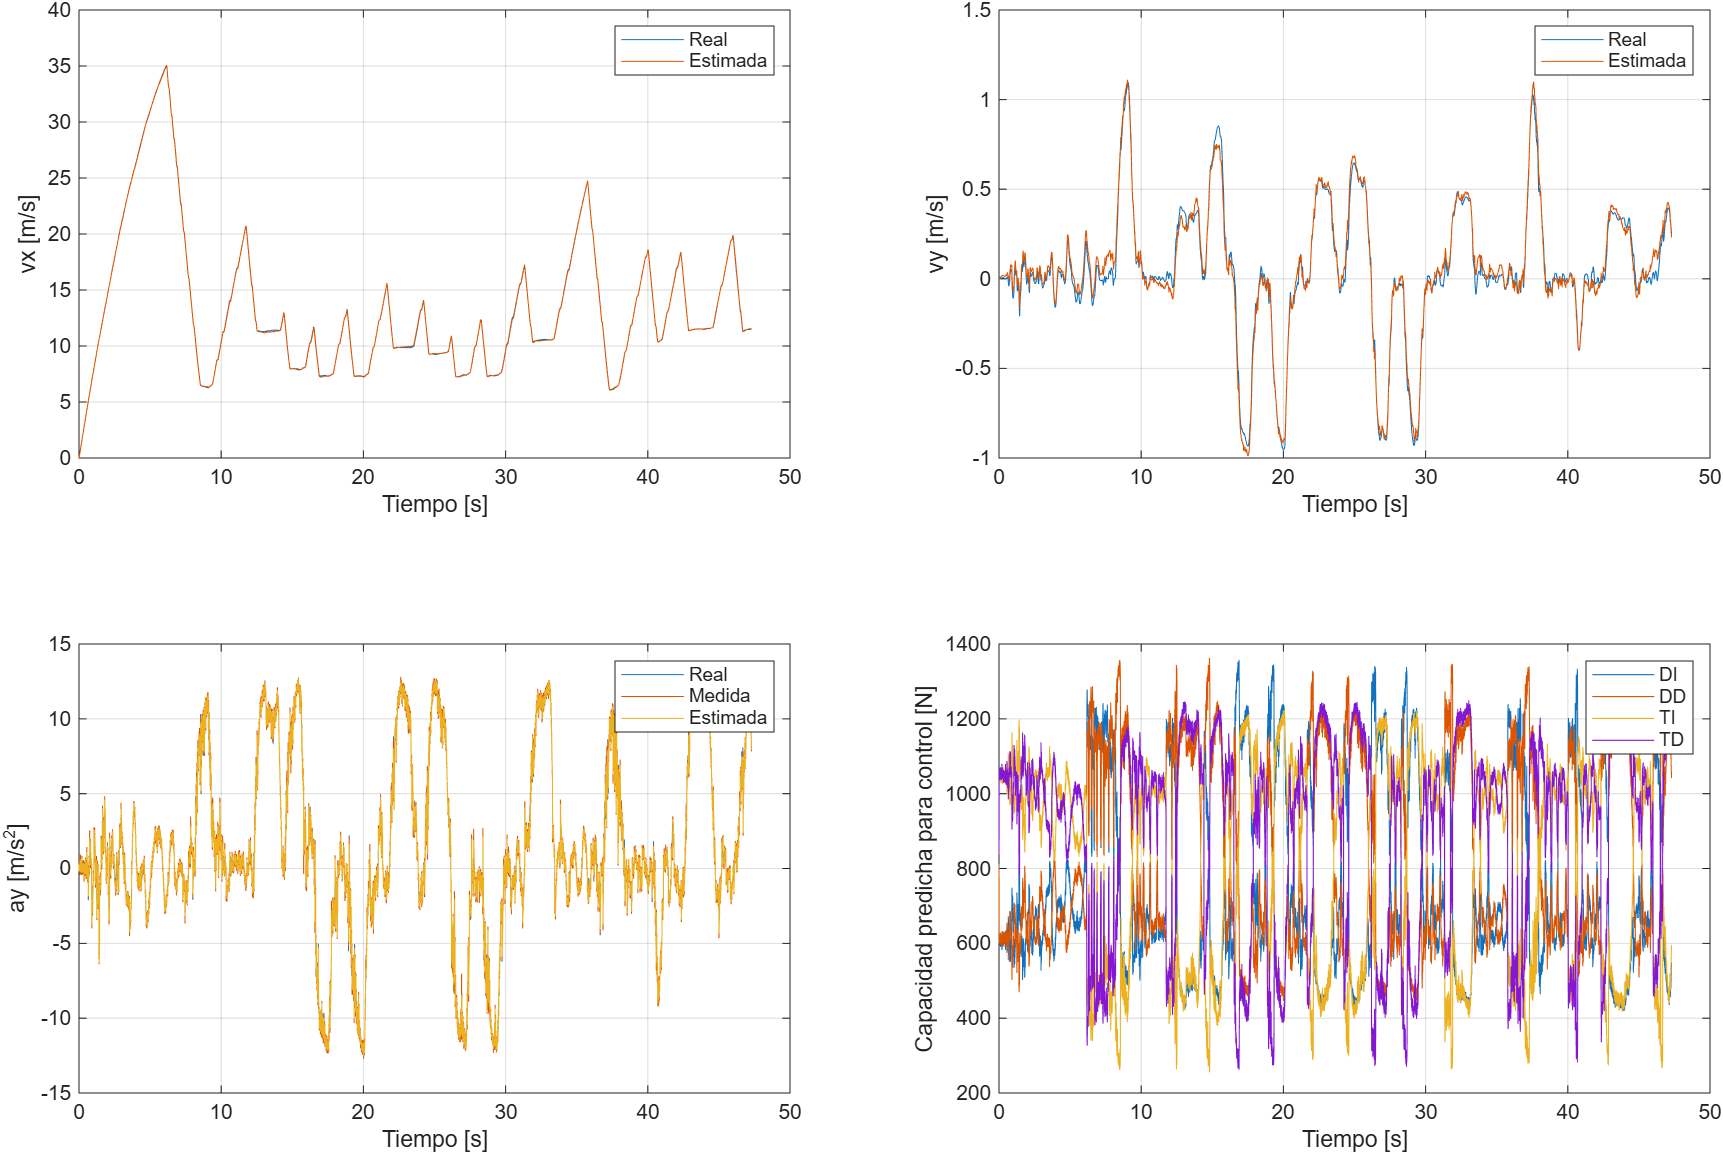 40
35
30
25
20
15
10
5
0
vx [m/s]
Real
Estimada
0 10 20 30 40 50
Tiempo [s]
1.5
1
0.5
0
-0.5
-1
vy [m/s]
Real
Estimada
0 10 20 30 40 50
Tiempo [s]
15
10
5
0
-5
-10
-15
ay [m/s²]
Real
Medida
Estimada
0 10 20 30 40 50
Tiempo [s]
1400
1200
1000
800
600
400
200
Capacidad predicha para control [N]
DI
DD
TI
TD
0 10 20 30 40 50
Tiempo [s]